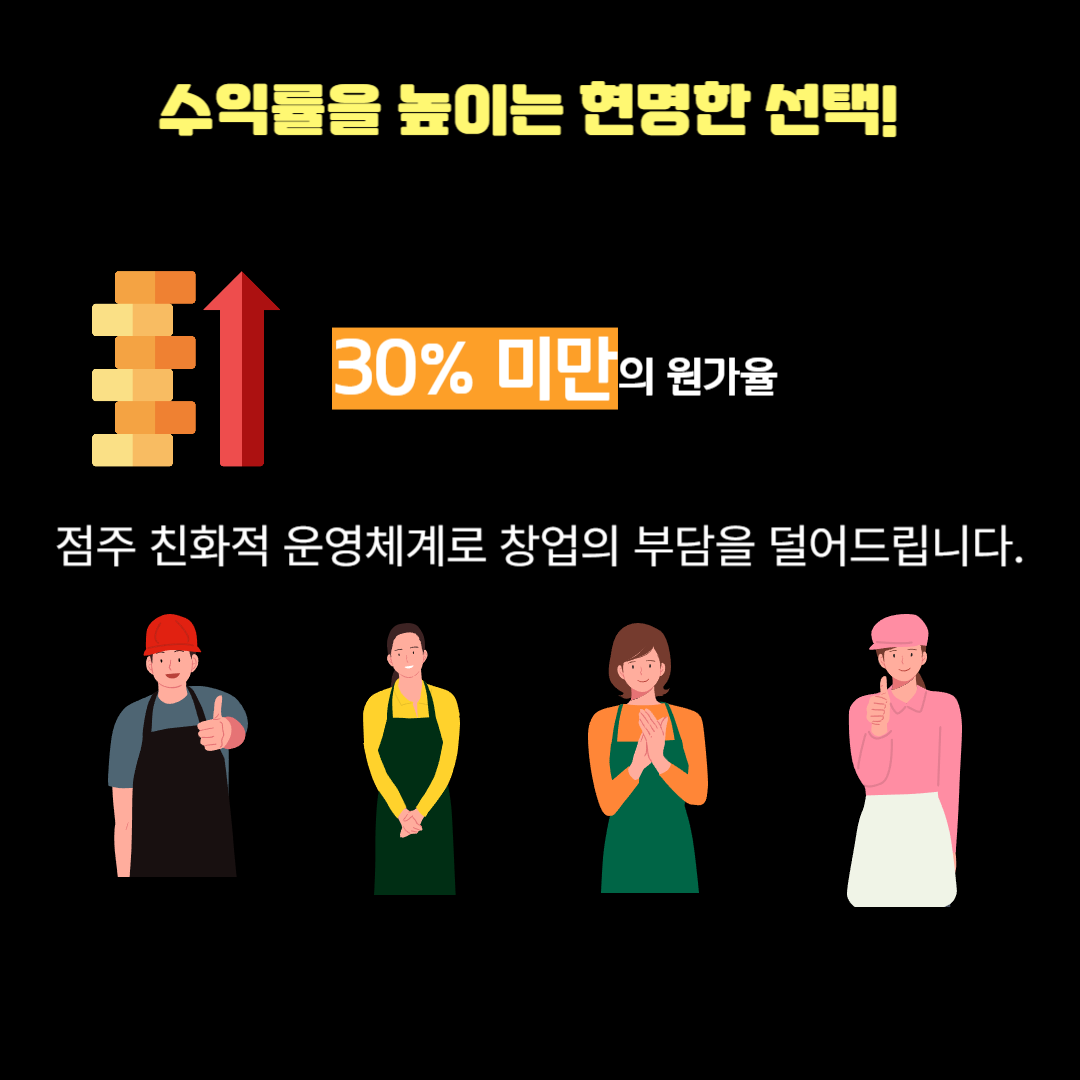 수익률을 높이는 현명한 선택!
30% 미만의 원가율
점주 친화적 운영체계로 창업의 부담을 덜어드립니다.